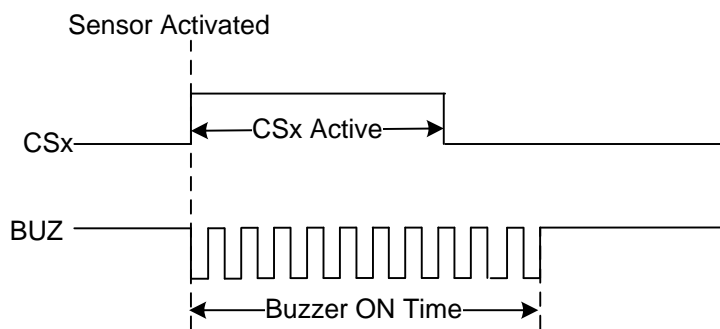 Sensor Activated
CSx
CSx Active
BUZ
Buzzer ON Time